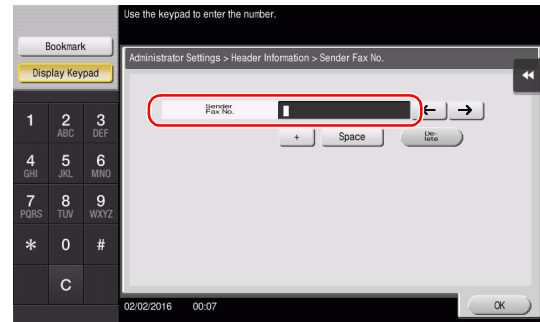 Use the keypad to enter the number.
Bookmark
Display Keypad
Administrator Settings > Header Information > Sender Fax No.
Sender
Fax No.
+ Space De-
lete
1 2 3
ABC DEF
4 5 6
GHI JKL MNO
7 8 9
PQRS TUV WXYZ
* 0 #
C
02/02/2016 00:07
OK